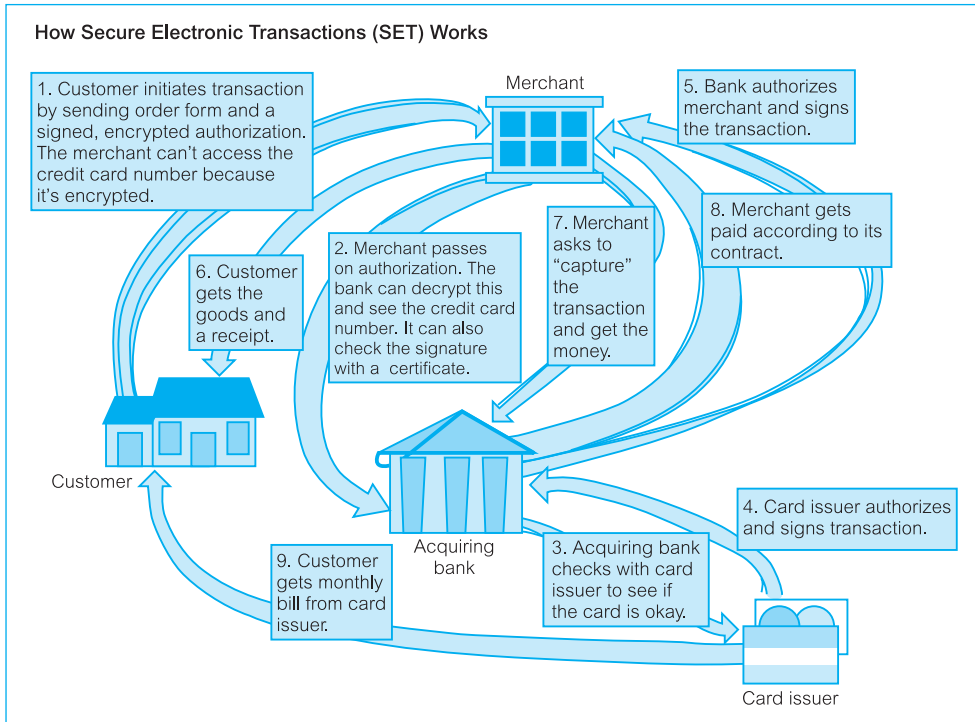 How Secure Electronic Transactions (SET) Works
1. Customer initiates transaction
by sending order form and a
signed, encrypted authorization.
The merchant can't access the
credit card number because
it's encrypted.
Merchant
5. Bank authorizes
merchant and signs
the transaction.
6. Customer
gets the
goods and
a receipt.
2. Merchant passes
on authorization. The
bank can decrypt this
and see the credit card
number. It can also
check the signature
with a certificate.
7. Merchant
asks to
“capture”
the
transaction
and get the
money.
8. Merchant gets
paid according to its
contract.
Customer
Acquiring
bank
9. Customer
gets monthly
bill from card
issuer.
3. Acquiring bank
checks with card
issuer to see if
the card is okay.
4. Card issuer authorizes
and signs transaction.
Card issuer